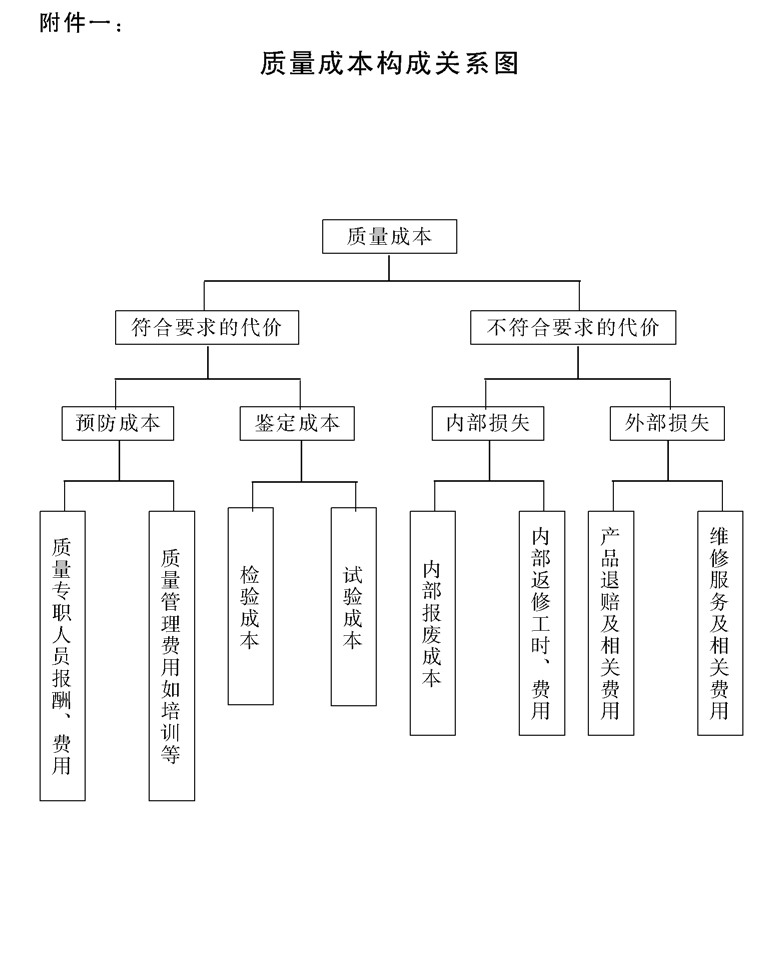 附件一：
质量成本构成关系图
质量成本
符合要求的代价
不符合要求的代价
预防成本
鉴定成本
内部损失
外部损失
质量专职人员报酬、费用
质量管理费用如培训等
检验成本
试验成本
内部报废成本
内部返修工时、费用
产品退赔及相关费用
维修服务及相关费用